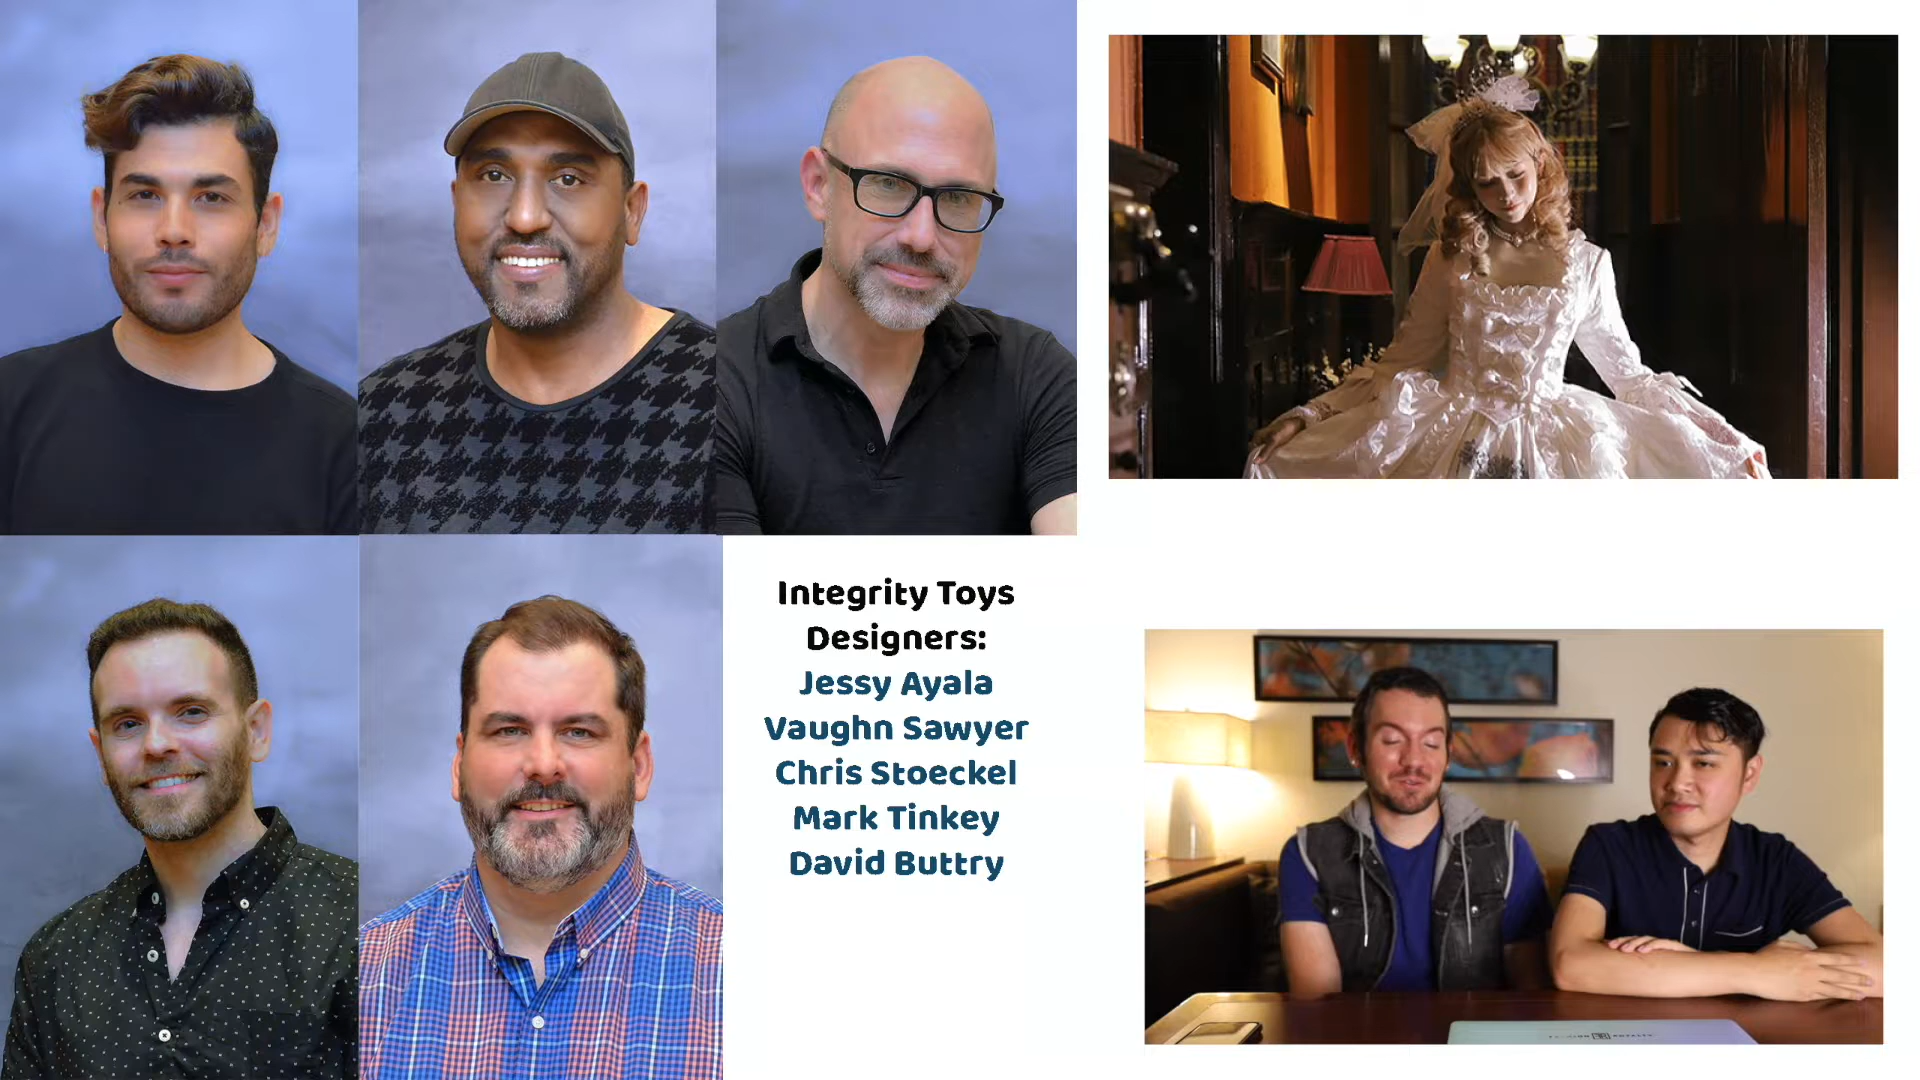 Integrity Toys
Designers:
Jessy Ayala
Vaughn Sawyer
Chris Stoeckel
Mark Tinkey
David Buttry